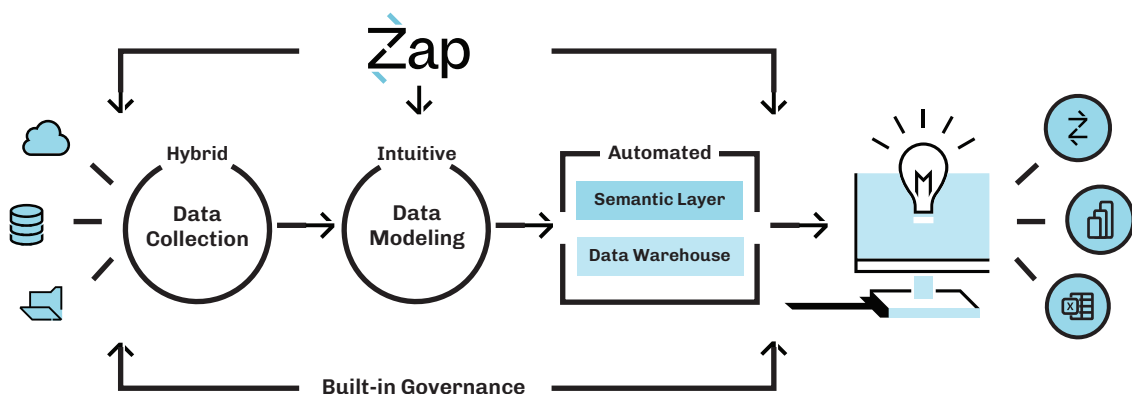 Zap
Hybrid
Data
Collection
Intuitive
Data
Modeling
Automated
Semantic Layer
Data Warehouse
X
Built-in Governance